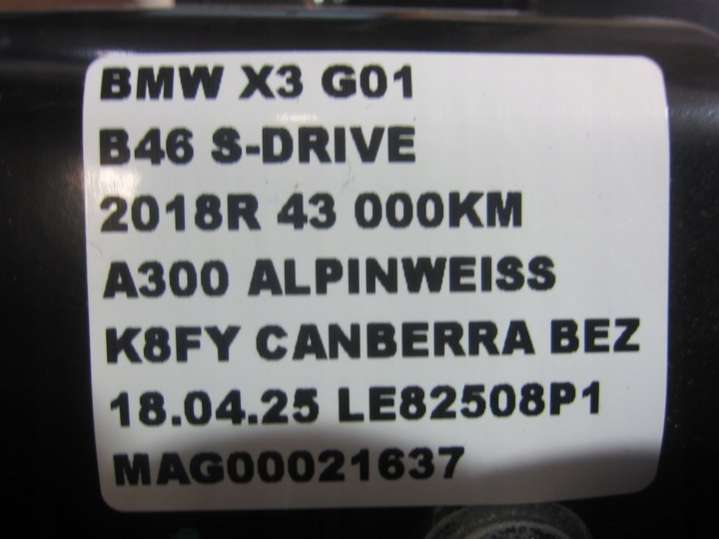 BMW X3 G01
B46 S-DRIVE
2018R 43 000KM
A300 ALPINWEISS
K8FY CANBERRA BEZ
18.04.25 LE82508P1
MAG00021637